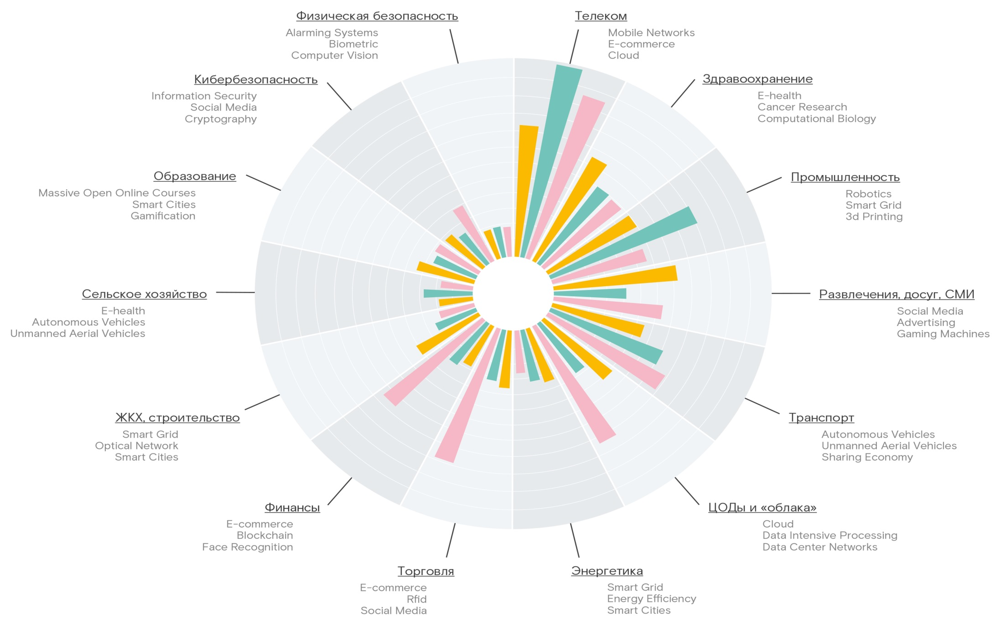 Физическая безопасность
Alarming Systems
Biometric
Computer Vision
Телеком
Mobile Networks
E-commerce
Cloud
Кибербезопасность
Information Security
Social Media
Cryptography
Здравоохранение
E-health
Cancer Research
Computational Biology
Образование
Massive Open Online Courses
Smart Cities
Gamification
Промышленность
Robotics
Smart Grid
3d Printing
Сельское хозяйство
E-health
Autonomous Vehicles
Unmanned Aerial Vehicles
Развлечения, досуг, СМИ
Social Media
Advertising
Gaming Machines
ЖКХ, строительство
Smart Grid
Optical Network
Smart Cities
Транспорт
Autonomous Vehicles
Unmanned Aerial Vehicles
Sharing Economy
Финансы
E-commerce
Blockchain
Face Recognition
ЦОДы и «облака»
Cloud
Data Intensive Processing
Data Center Networks
Торговля
E-commerce
Rfid
Social Media
Энергетика
Smart Grid
Energy Efficiency
Smart Cities